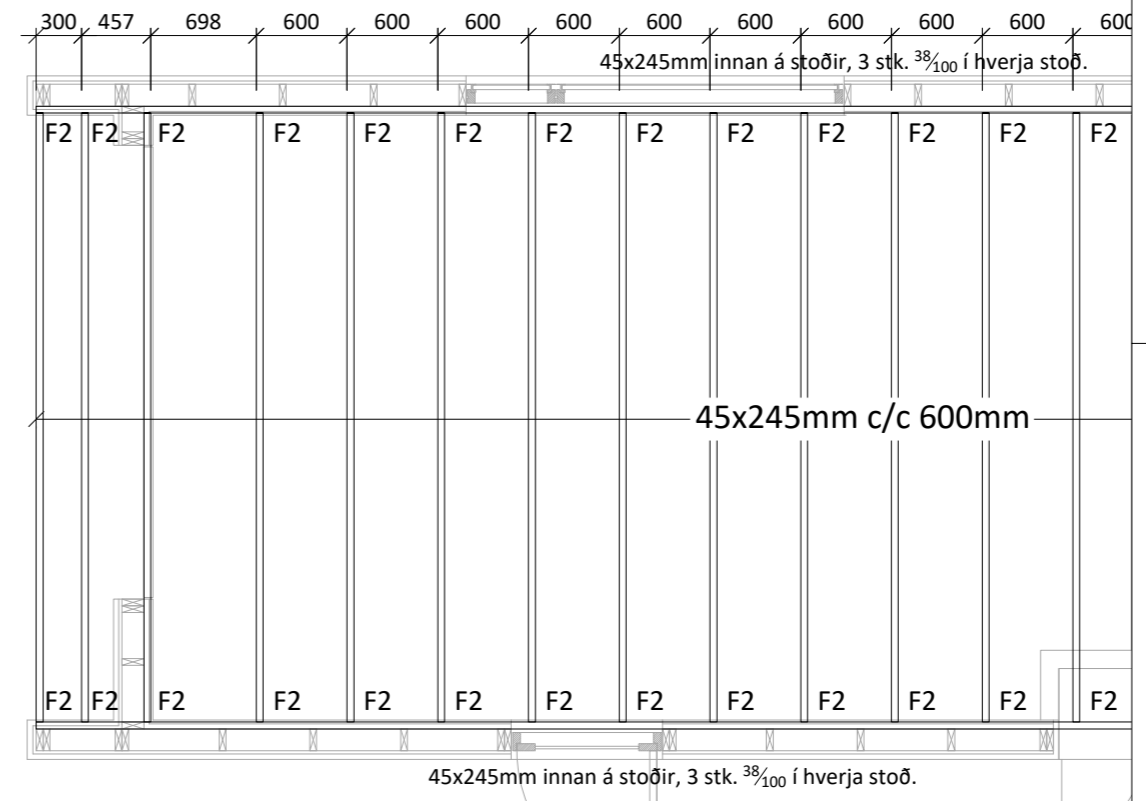 300 457 698 600 600 600 600 600 600 600 600 600 600
45x245mm innan á stoðir, 3 stk. 38⁄100 í hverja stoð.
F2 F2 F2 F2 F2 F2 F2 F2 F2 F2 F2 F2 F2
45x245mm c/c 600mm
F2 F2 F2 F2 F2 F2 F2 F2 F2 F2 F2 F2 F2
45x245mm innan á stoðir, 3 stk. 38⁄100 í hverja stoð.